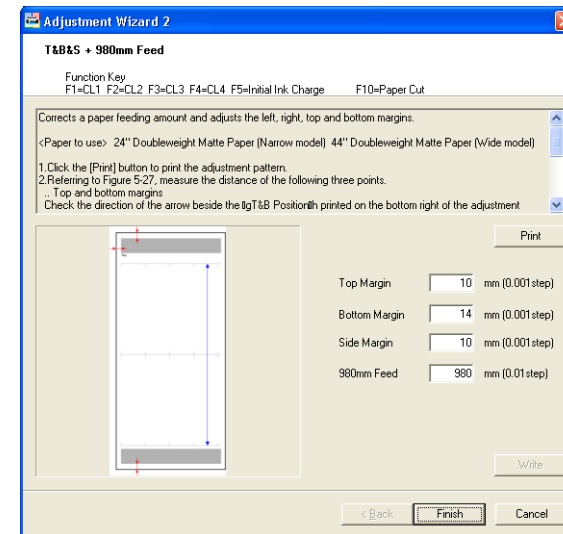 Adjustment Wizard 2
T&B&S + 980mm Feed
Function Key
F1=CL1 F2=CL2 F3=CL3 F4=CL4 F5=Initial Ink Charge F10=Paper Cut
Corrects a paper feeding amount and adjusts the left, right, top and bottom margins.
<Paper to use> 24" Doubleweight Matte Paper (Narrow model) 44" Doubleweight Matte Paper (Wide model)
1.Click the [Print] button to print the adjustment pattern.
2.Referring to Figure 5-27, measure the distance of the following three points.
.. Top and bottom margins
Check the direction of the arrow beside the lgT&B Positionlh printed on the bottom right of the adjustment
Print
Top Margin 10 mm (0.001step)
Bottom Margin 14 mm (0.001step)
Side Margin 10 mm (0.001step)
980mm Feed 980 mm (0.01step)
Write
< Back Finish Cancel